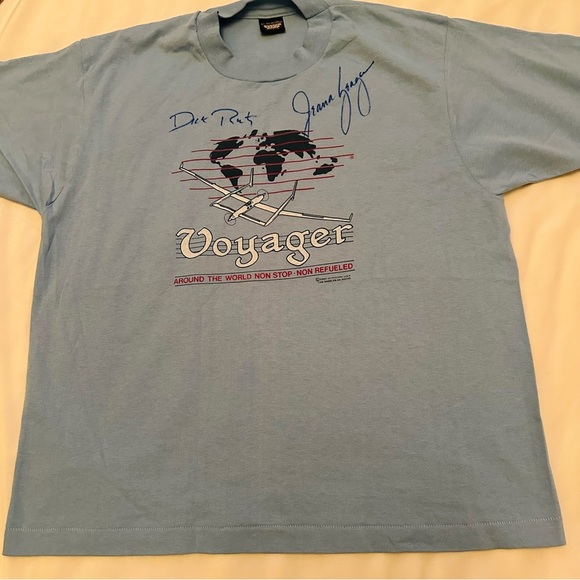 Dick Rutan
Jeana Yeager
Voyager
AROUND THE WORLD NON STOP - NON REFUELED